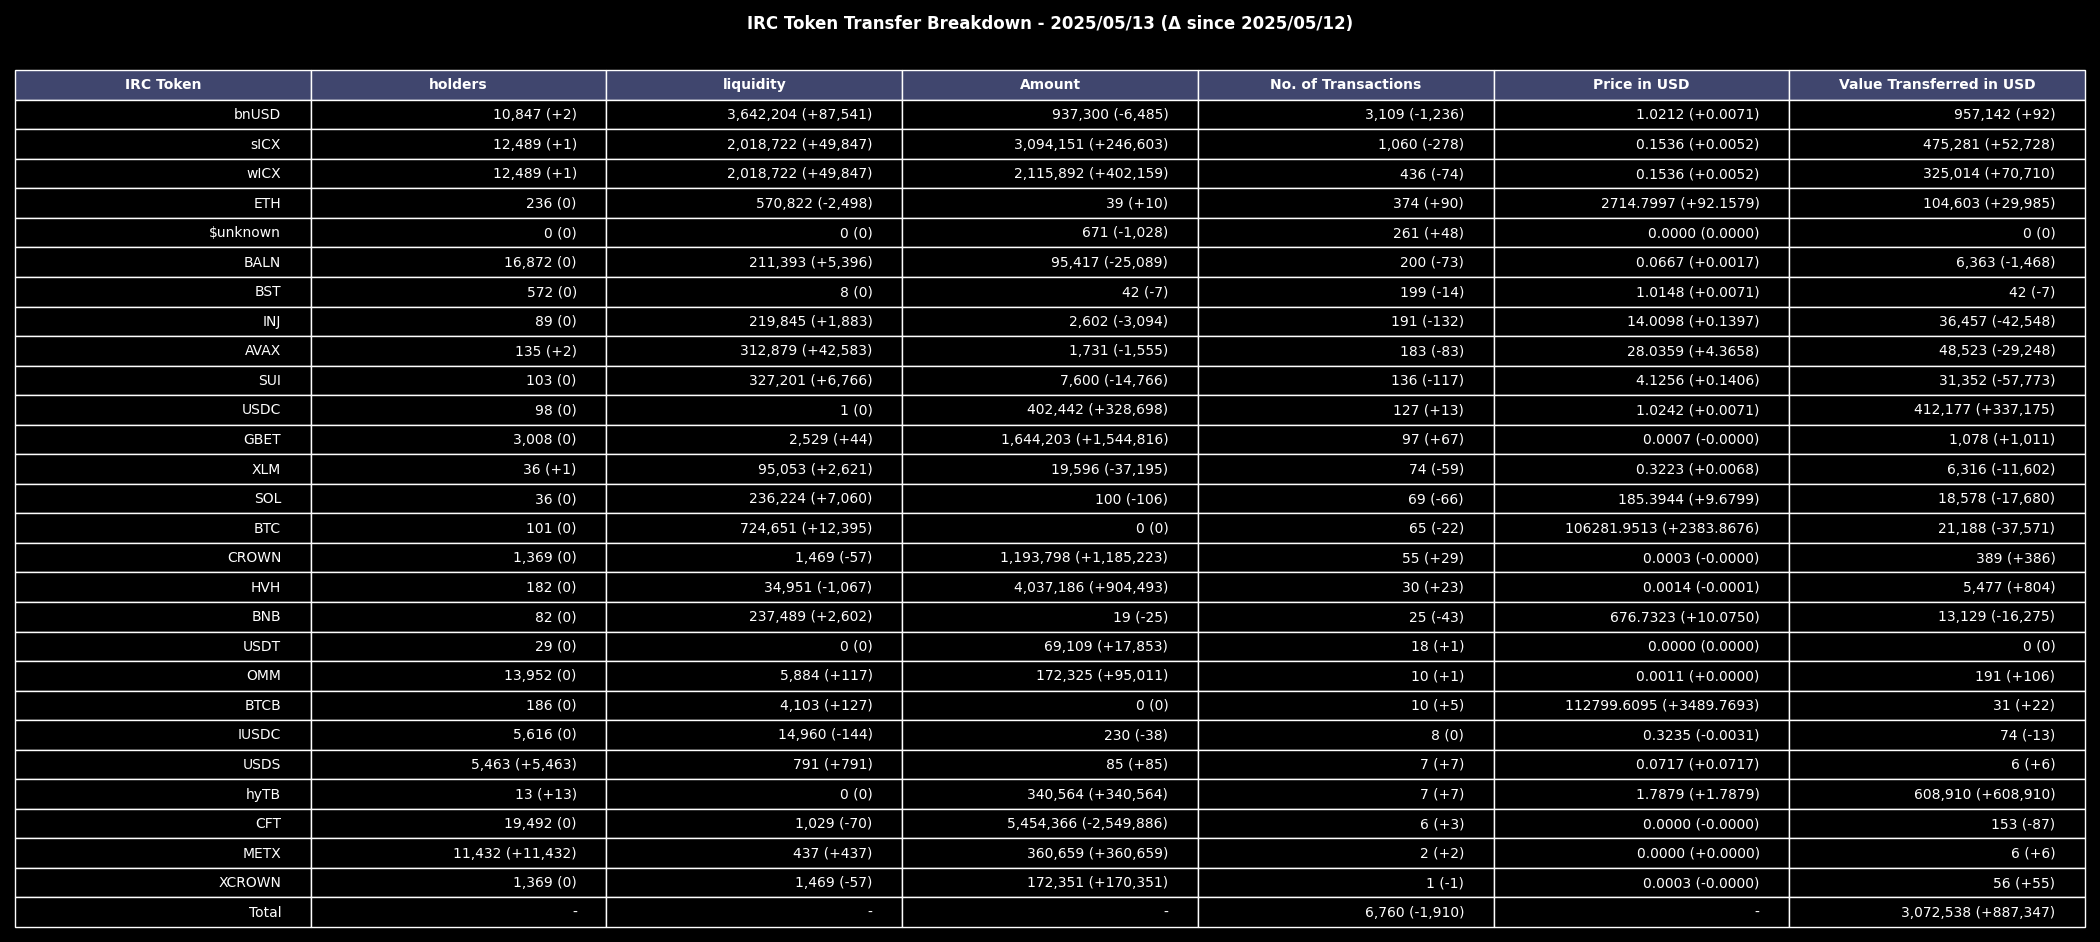 IRC Token Transfer Breakdown - 2025/05/13 (Δ since 2025/05/12)
IRC Token holders liquidity Amount No. of Transactions Price in USD Value Transferred in USD
bnUSD 10,847 (+2) 3,642,204 (+87,541) 937,300 (-6,485) 3,109 (-1,236) 1.0212 (+0.0071) 957,142 (+92)
sICX 12,489 (+1) 2,018,722 (+49,847) 3,094,151 (+246,603) 1,060 (-278) 0.1536 (+0.0052) 475,281 (+52,728)
wICX 12,489 (+1) 2,018,722 (+49,847) 2,115,892 (+402,159) 436 (-74) 0.1536 (+0.0052) 325,014 (+70,710)
ETH 236 (0) 570,822 (-2,498) 39 (+10) 374 (+90) 2714.7997 (+92.1579) 104,603 (+29,985)
$unknown 0 (0) 0 (0) 671 (-1,028) 261 (+48) 0.0000 (0.0000) 0 (0)
BALN 16,872 (0) 211,393 (+5,396) 95,417 (-25,089) 200 (-73) 0.0667 (+0.0017) 6,363 (-1,468)
BST 572 (0) 8 (0) 42 (-7) 199 (-14) 1.0148 (+0.0071) 42 (-7)
INJ 89 (0) 219,845 (+1,883) 2,602 (-3,094) 191 (-132) 14.0098 (+0.1397) 36,457 (-42,548)
AVAX 135 (+2) 312,879 (+42,583) 1,731 (-1,555) 183 (-83) 28.0359 (+4.3658) 48,523 (-29,248)
SUI 103 (0) 327,201 (+6,766) 7,600 (-14,766) 136 (-117) 4.1256 (+0.1406) 31,352 (-57,773)
USDC 98 (0) 1 (0) 402,442 (+328,698) 127 (+13) 1.0242 (+0.0071) 412,177 (+337,175)
GBET 3,008 (0) 2,529 (+44) 1,644,203 (+1,544,816) 97 (+67) 0.0007 (-0.0000) 1,078 (+1,011)
XLM 36 (+1) 95,053 (+2,621) 19,596 (-37,195) 74 (-59) 0.3223 (+0.0068) 6,316 (-11,602)
SOL 36 (0) 236,224 (+7,060) 100 (-106) 69 (-66) 185.3944 (+9.6799) 18,578 (-17,680)
BTC 101 (0) 724,651 (+12,395) 0 (0) 65 (-22) 106281.9513 (+2383.8676) 21,188 (-37,571)
CROWN 1,369 (0) 1,469 (-57) 1,193,798 (+1,185,223) 55 (+29) 0.0003 (-0.0000) 389 (+386)
HVH 182 (0) 34,951 (-1,067) 4,037,186 (+904,493) 30 (+23) 0.0014 (-0.0001) 5,477 (+804)
BNB 82 (0) 237,489 (+2,602) 19 (-25) 25 (-43) 676.7323 (+10.0750) 13,129 (-16,275)
USDT 29 (0) 0 (0) 69,109 (+17,853) 18 (+1) 0.0000 (0.0000) 0 (0)
OMM 13,952 (0) 5,884 (+117) 172,325 (+95,011) 10 (+1) 0.0011 (+0.0000) 191 (+106)
BTCB 186 (0) 4,103 (+127) 0 (0) 10 (+5) 112799.6095 (+3489.7693) 31 (+22)
IUSDC 5,616 (0) 14,960 (-144) 230 (-38) 8 (0) 0.3235 (-0.0031) 74 (-13)
USDS 5,463 (+5,463) 791 (+791) 85 (+85) 7 (+7) 0.0717 (+0.0717) 6 (+6)
hyTB 13 (+13) 0 (0) 340,564 (+340,564) 7 (+7) 1.7879 (+1.7879) 608,910 (+608,910)
CFT 19,492 (0) 1,029 (-70) 5,454,366 (-2,549,886) 6 (+3) 0.0000 (-0.0000) 153 (-87)
METX 11,432 (+11,432) 437 (+437) 360,659 (+360,659) 2 (+2) 0.0000 (+0.0000) 6 (+6)
XCROWN 1,369 (0) 1,469 (-57) 172,351 (+170,351) 1 (-1) 0.0003 (-0.0000) 56 (+55)
Total - - - 6,760 (-1,910) - 3,072,538 (+887,347)